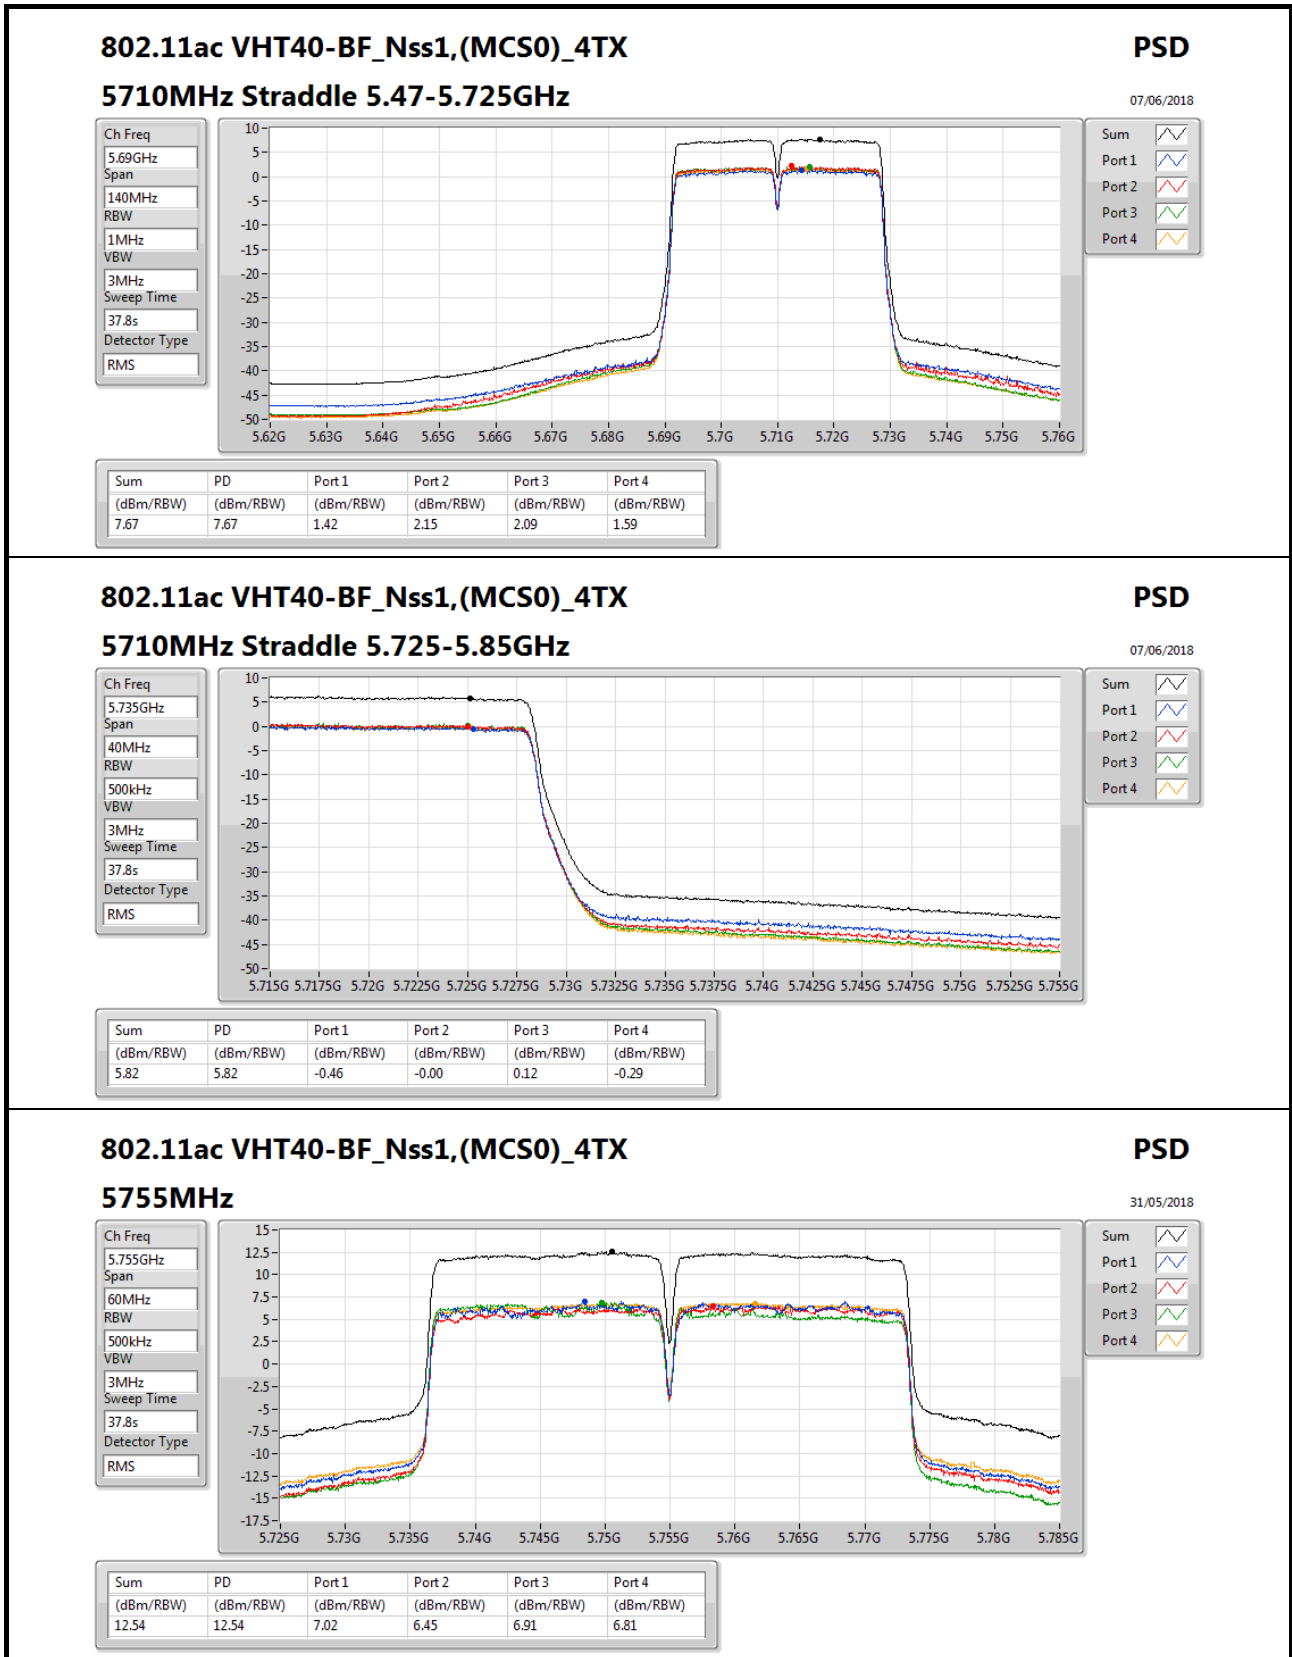 802.11ac VHT40-BF_Nss1,(MCS0)_4TX PSD
5710MHz Straddle 5.47-5.725GHz 07/06/2018
Ch Freq
5.69GHz
Span
140MHz
RBW
1MHz
VBW
3MHz
Sweep Time
37.8s
Detector Type
RMS
10
5
0
-5
-10
-15
-20
-25
-30
-35
-40
-45
-50
5.62G 5.63G 5.64G 5.65G 5.66G 5.67G 5.68G 5.69G 5.7G 5.71G 5.72G 5.73G 5.74G 5.75G 5.76G
Sum
Port 1
Port 2
Port 3
Port 4
Sum PD Port 1 Port 2 Port 3 Port 4
(dBm/RBW) (dBm/RBW) (dBm/RBW) (dBm/RBW) (dBm/RBW) (dBm/RBW)
7.67 7.67 1.42 2.15 2.09 1.59
802.11ac VHT40-BF_Nss1,(MCS0)_4TX PSD
5710MHz Straddle 5.725-5.85GHz 07/06/2018
Ch Freq
5.735GHz
Span
40MHz
RBW
500kHz
VBW
3MHz
Sweep Time
37.8s
Detector Type
RMS
10
5
0
-5
-10
-15
-20
-25
-30
-35
-40
-45
-50
5.715G 5.7175G 5.72G 5.7225G 5.725G 5.7275G 5.73G 5.7325G 5.735G 5.7375G 5.74G 5.7425G 5.745G 5.7475G 5.75G 5.7525G 5.755G
Sum
Port 1
Port 2
Port 3
Port 4
Sum PD Port 1 Port 2 Port 3 Port 4
(dBm/RBW) (dBm/RBW) (dBm/RBW) (dBm/RBW) (dBm/RBW) (dBm/RBW)
5.82 5.82 -0.46 -0.00 0.12 -0.29
802.11ac VHT40-BF_Nss1,(MCS0)_4TX PSD
5755MHz 31/05/2018
Ch Freq
5.755GHz
Span
60MHz
RBW
500kHz
VBW
3MHz
Sweep Time
37.8s
Detector Type
RMS
15
12.5
10
7.5
5
2.5
0
-2.5
-5
-7.5
-10
-12.5
-15
-17.5
5.725G 5.73G 5.735G 5.74G 5.745G 5.75G 5.755G 5.76G 5.765G 5.77G 5.775G 5.78G 5.785G
Sum
Port 1
Port 2
Port 3
Port 4
Sum PD Port 1 Port 2 Port 3 Port 4
(dBm/RBW) (dBm/RBW) (dBm/RBW) (dBm/RBW) (dBm/RBW) (dBm/RBW)
12.54 12.54 7.02 6.45 6.91 6.81